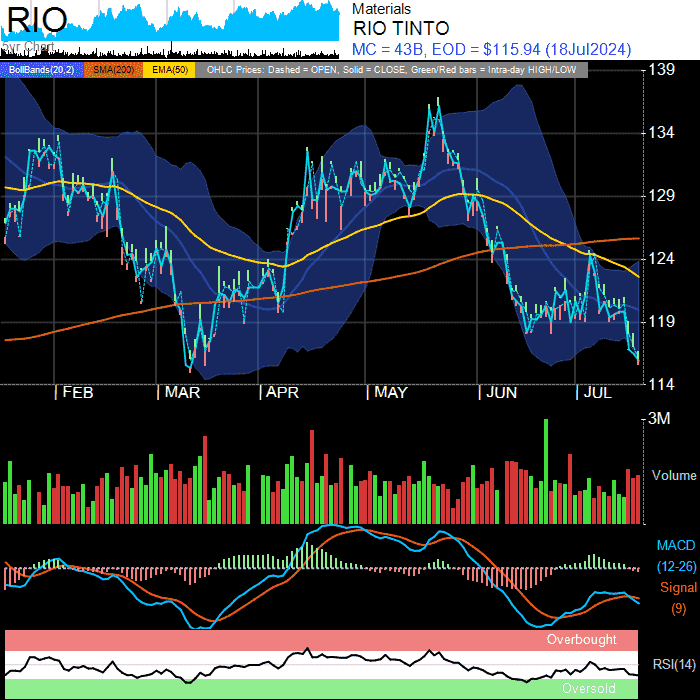 RIO
5yr Chart
Materials
RIO TINTO
MC = 43B, EOD = $115.94 (18Jul2024)
BollBands(20,2) SMA(200) EMA(50) OHLC Prices: Dashed = OPEN, Solid = CLOSE, Green/Red bars = Intra-day HIGH/LOW
139
134
129
124
119
114
| FEB | MAR | APR | MAY | JUN | JUL
3M
Volume
MACD
(12-26)
Signal
(9)
Overbought
RSI(14)
Oversold